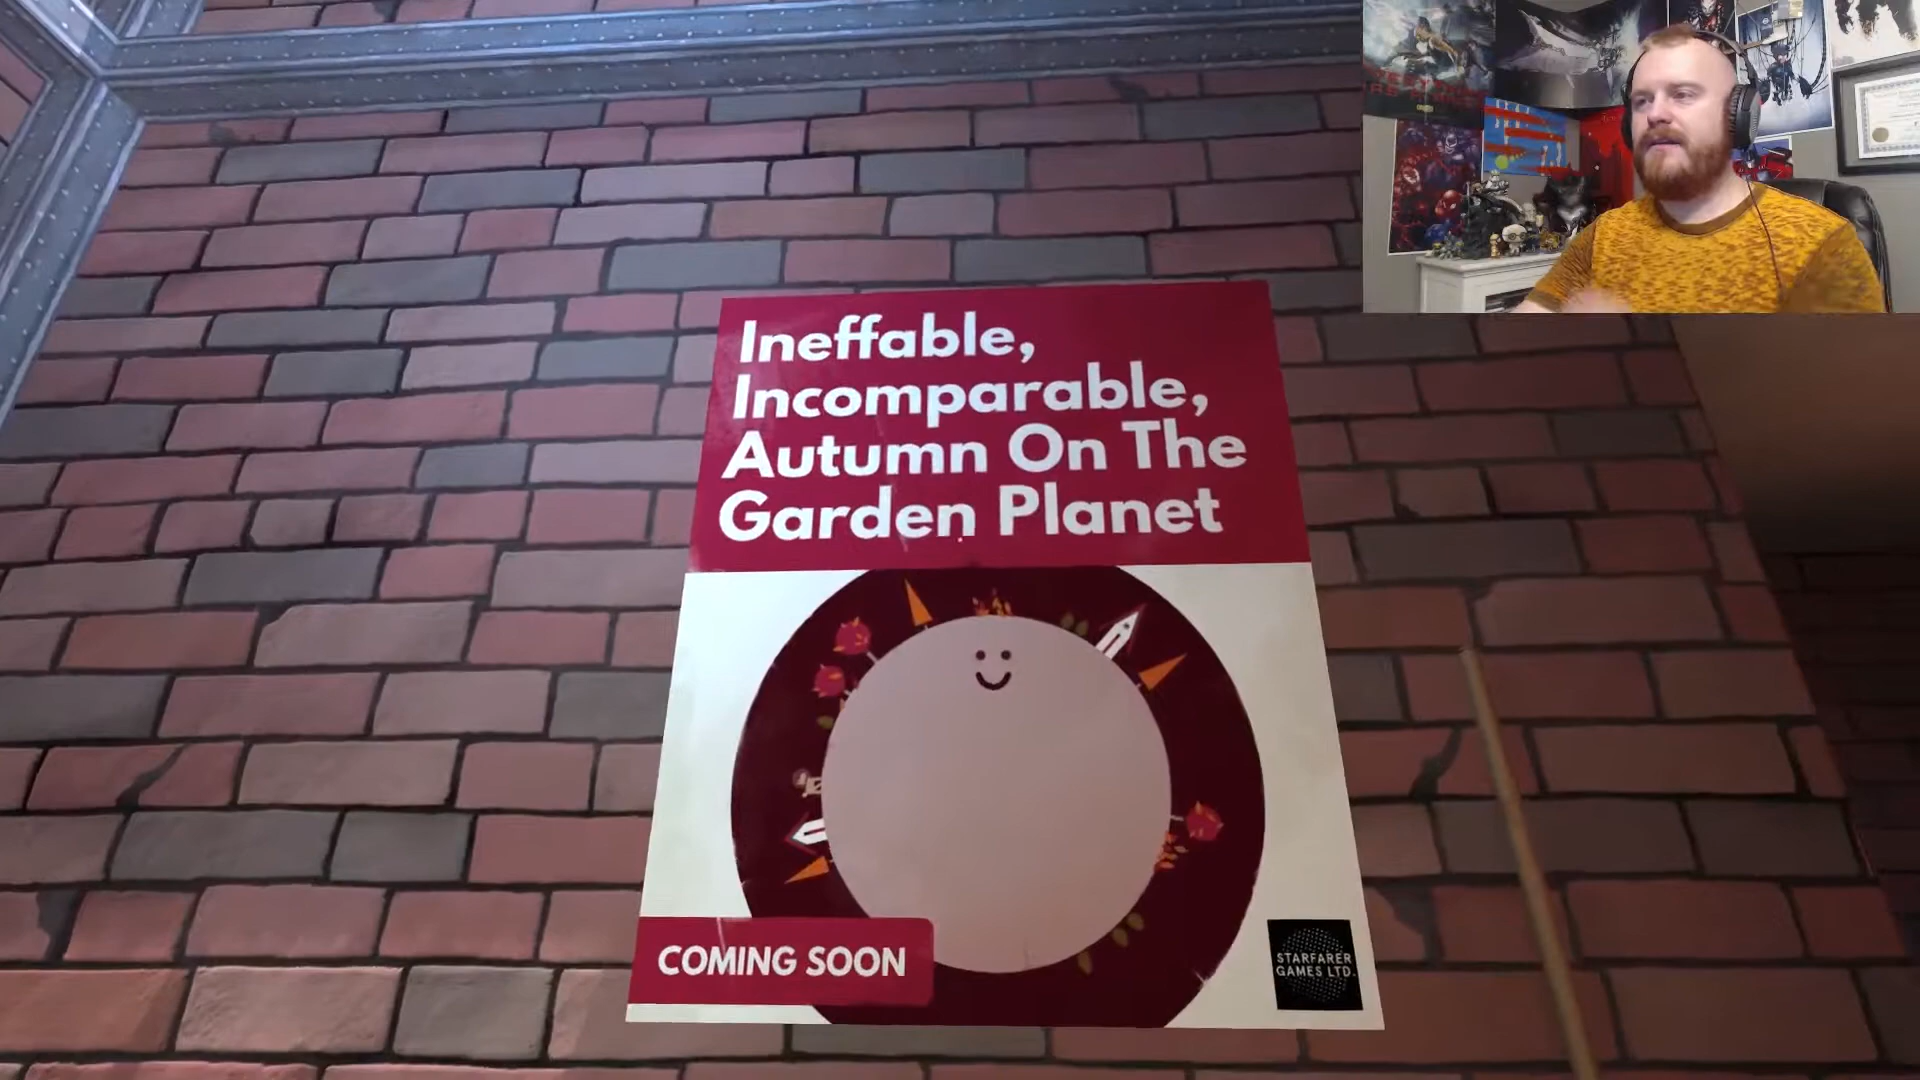 Ineffable,
Incomparable,
Autumn On The
Garden Planet
COMING SOON
STARFARER
GAMES LTD.